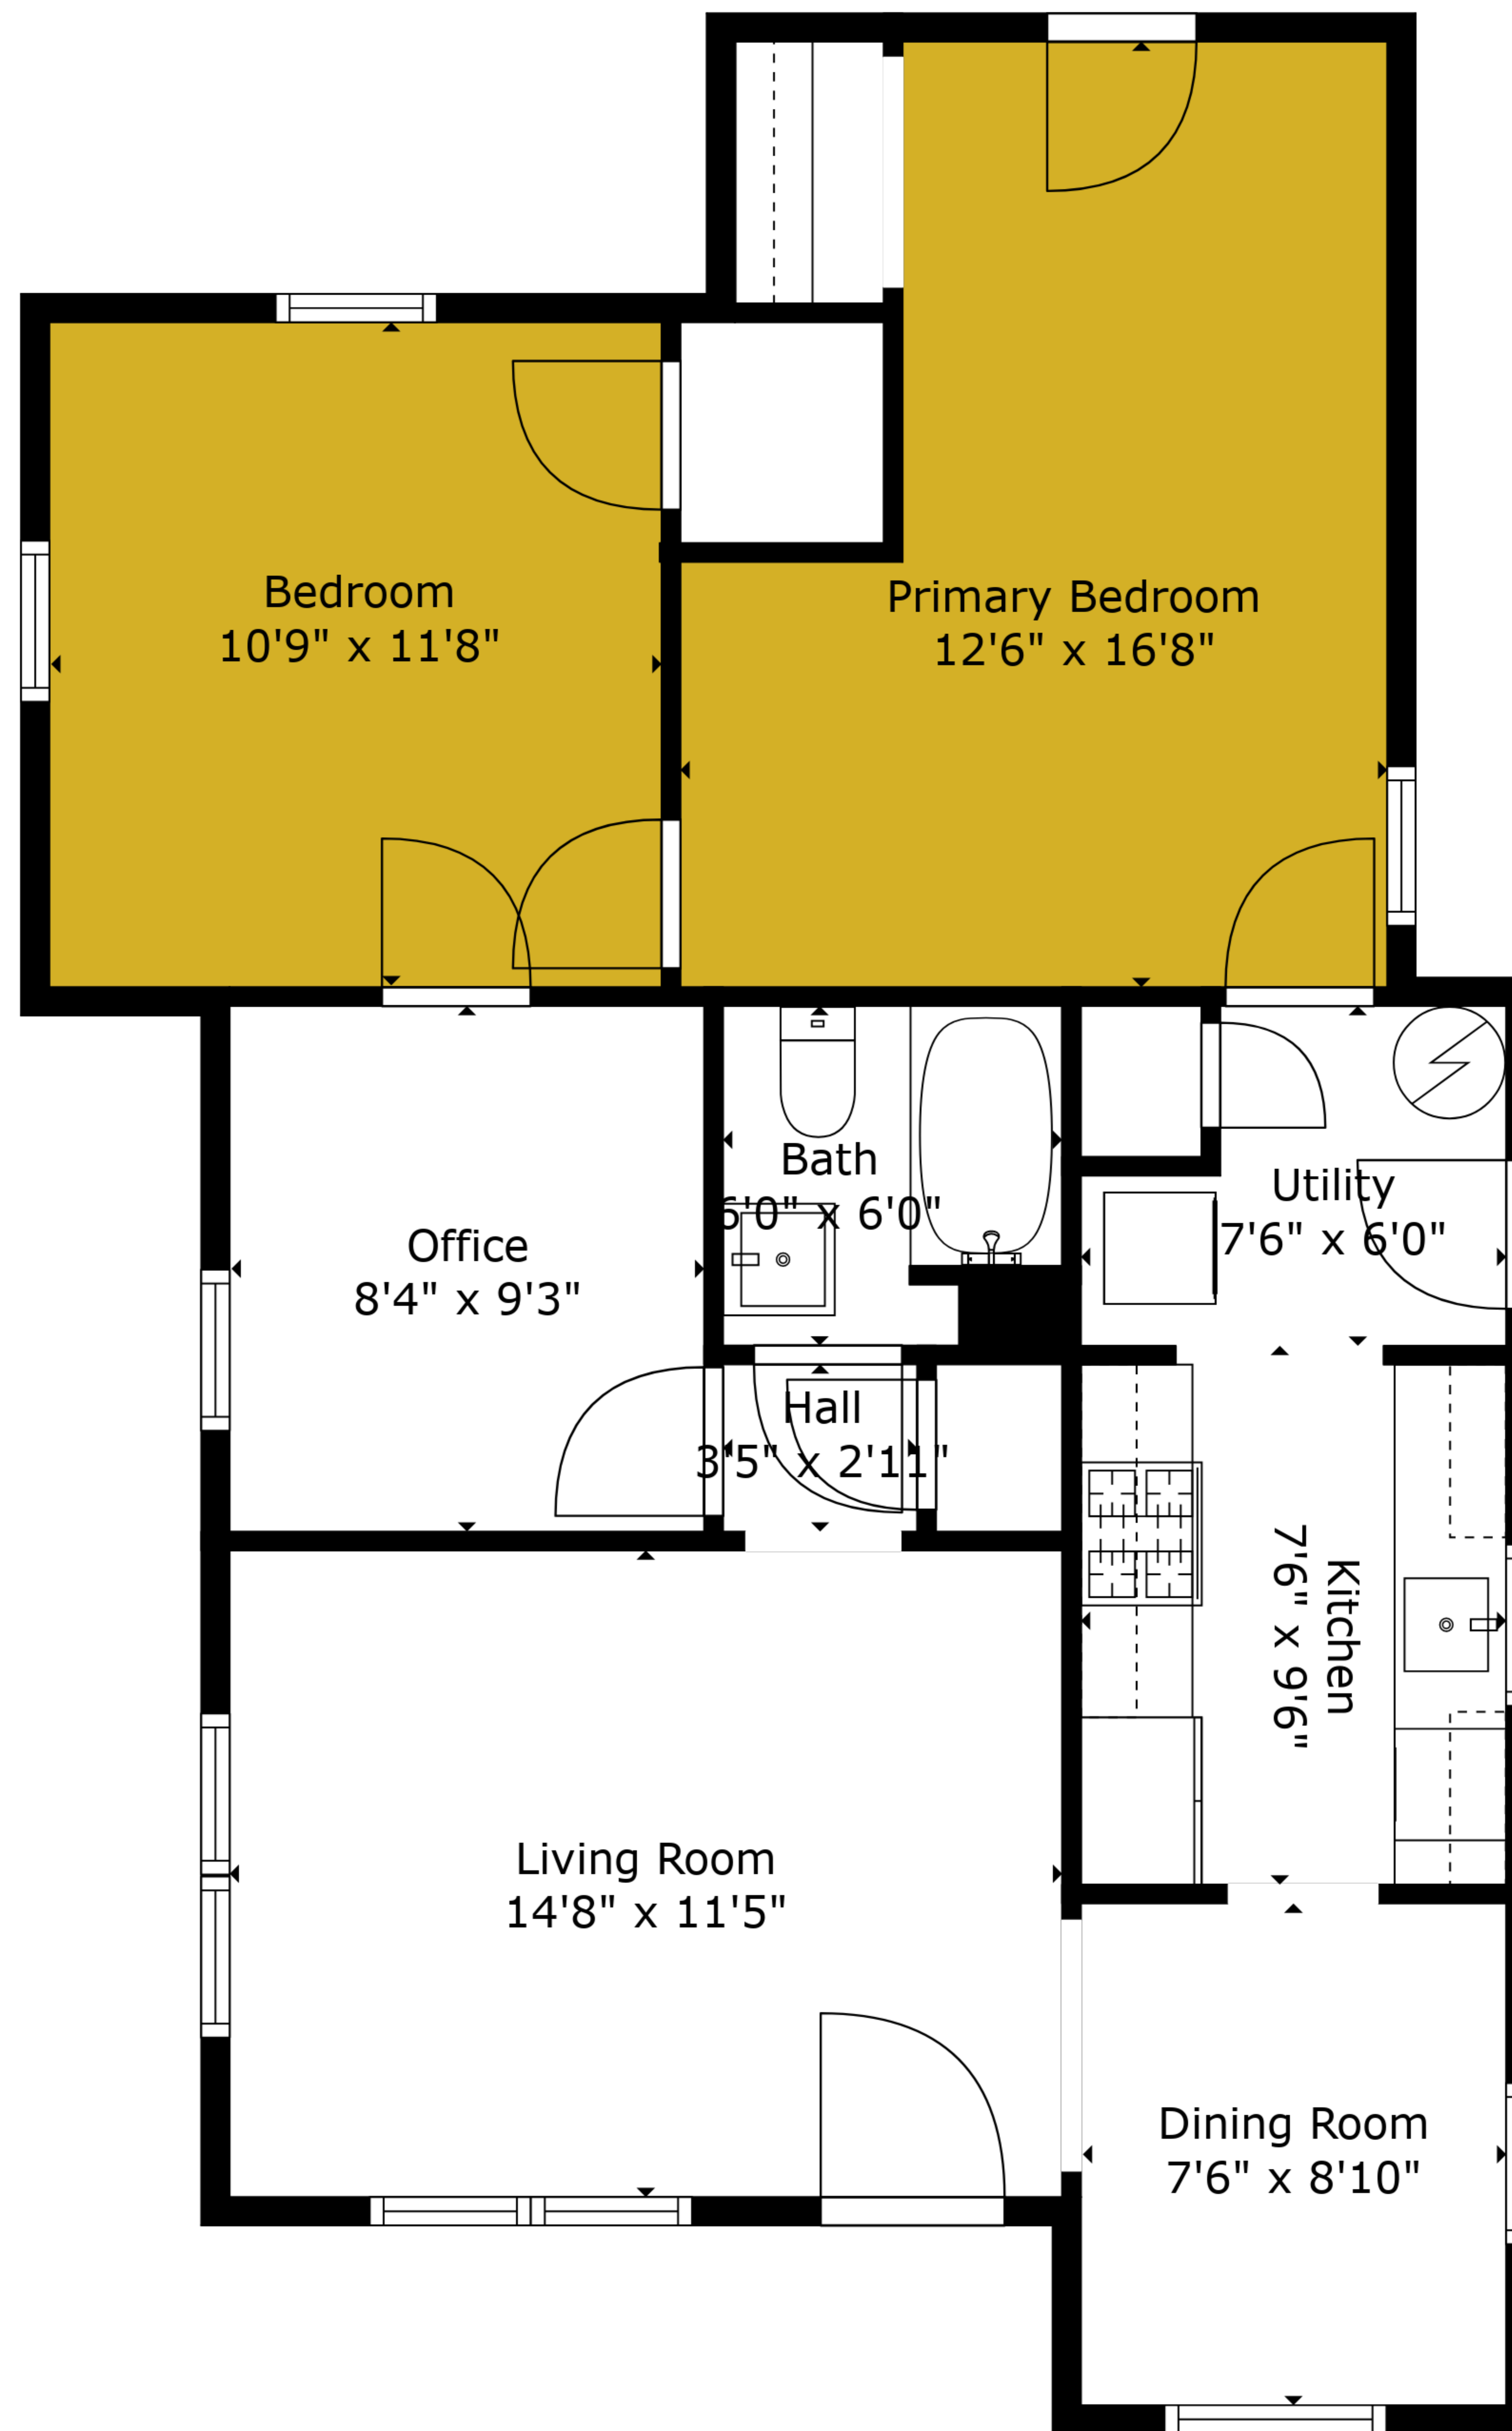 Bedroom
10'9" x 11'8"
Primary Bedroom
12'6" x 16'8"
Bath
6'0" x 6'0"
Utility
7'6" x 6'0"
Office
8'4" x 9'3"
Hall
3'5" x 2'11"
Kitchen
7'6" x 9'6"
Living Room
14'8" x 11'5"
Dining Room
7'6" x 8'10"